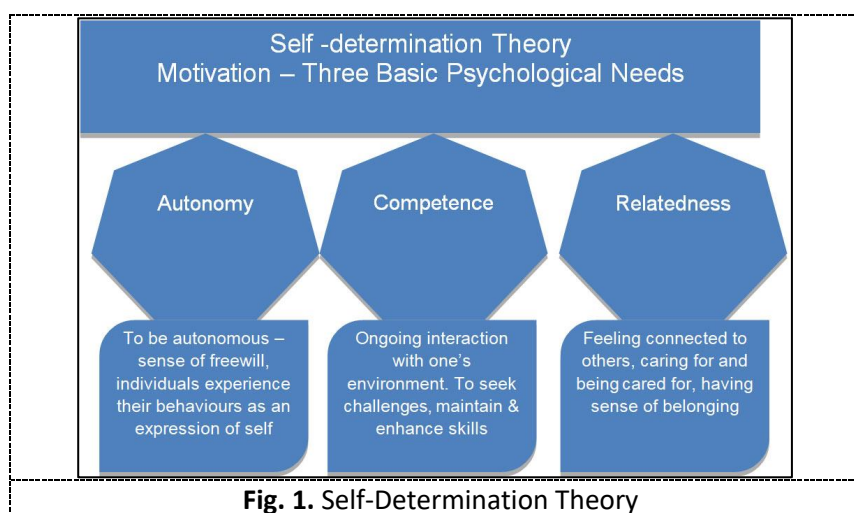 Self -determination Theory
Motivation – Three Basic Psychological Needs
Autonomy
Competence
Relatedness
To be autonomous –
sense of freewill,
individuals experience
their behaviours as an
expression of self
Ongoing interaction
with one's
environment. To seek
challenges, maintain &
enhance skills
Feeling connected to
others, caring for and
being cared for, having
sense of belonging
Fig. 1. Self-Determination Theory